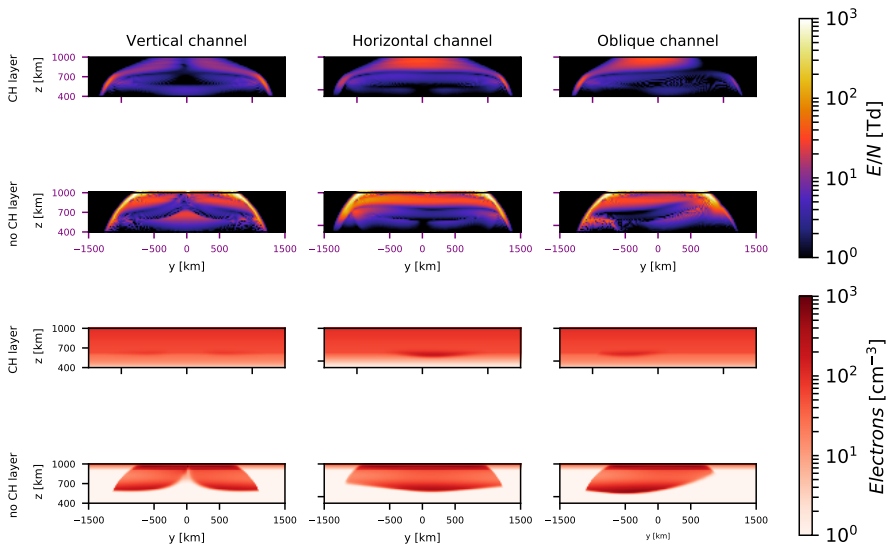 Vertical channel Horizontal channel Oblique channel
CH layer
z [km]
1000
700
400
no CH layer
z [km]
1000
700
400
−1500 −500 0 500 1500
−1500 −500 0 500 1500
−1500 −500 0 500 1500
y [km] y [km] y [km]
10³
10²
10¹
10⁰
E/N [Td]
CH layer
z [km]
1000
700
400
no CH layer
z [km]
1000
700
400
−1500 −500 0 500 1500
−1500 −500 0 500 1500
−1500 −500 0 500 1500
y [km] y [km] y [km]
10³
10²
10¹
10⁰
Electrons [cm⁻³]